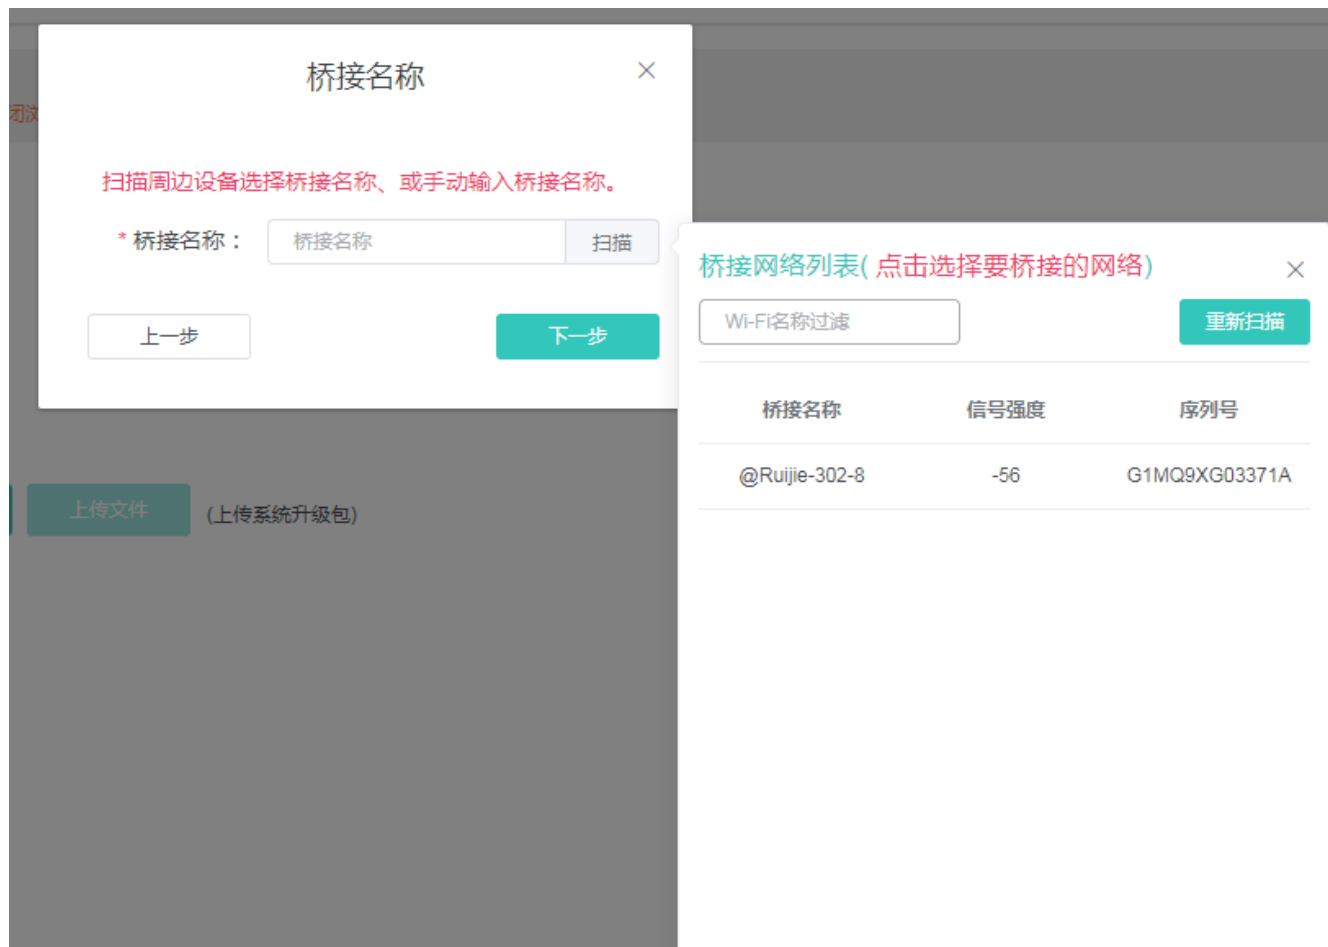 桥接名称
扫描周边设备选择桥接名称、或手动输入桥接名称。
* 桥接名称：
桥接名称
扫描
上一步
下一步
桥接网络列表( 点击选择要桥接的网络)
Wi-Fi名称过滤
重新扫描
桥接名称 信号强度 序列号
@Ruijie-302-8 -56 G1MQ9XG03371A
上传文件
(上传系统升级包)